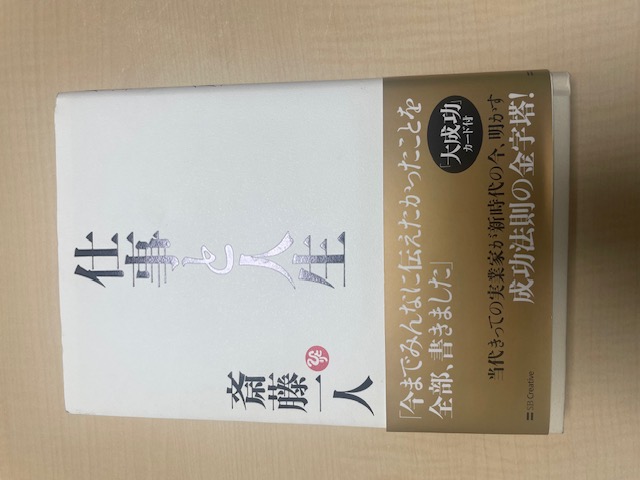 仕事と人生
斎藤一人
ひとり
「今までみんなに伝えたかったことを
全部、書きました」
「大成功」
カード付
当代きっての実業家が新時代の今、明かす
成功法則の金字塔!
SB Creative